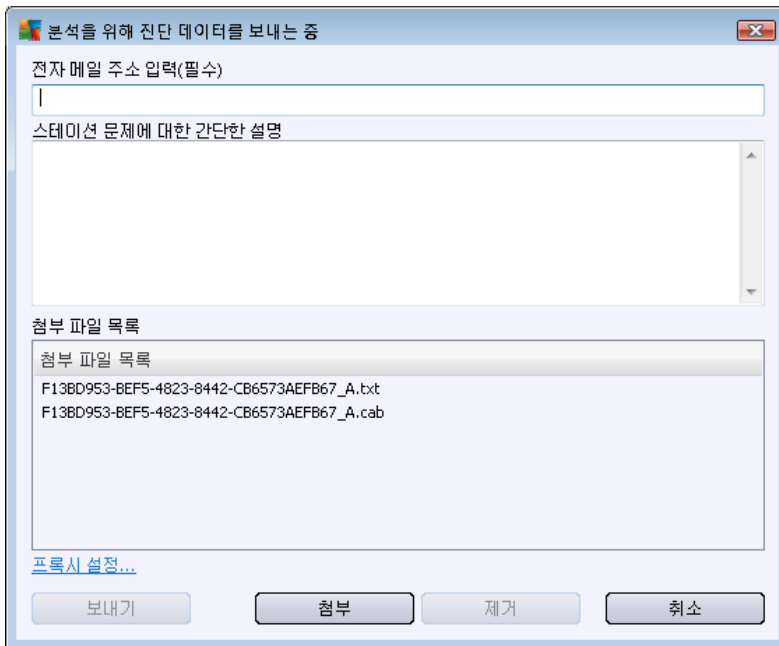 분석을 위해 진단 데이터를 보내는 중
전자 메일 주소 입력(필수)
스테이션 문제에 대한 간단한 설명
첨부 파일 목록
첨부 파일 목록
F13BD953-BEF5-4823-8442-CB6573AEFB67_A.txt
F13BD953-BEF5-4823-8442-CB6573AEFB67_A.cab
프록시 설정...
보내기 첨부 제거 취소